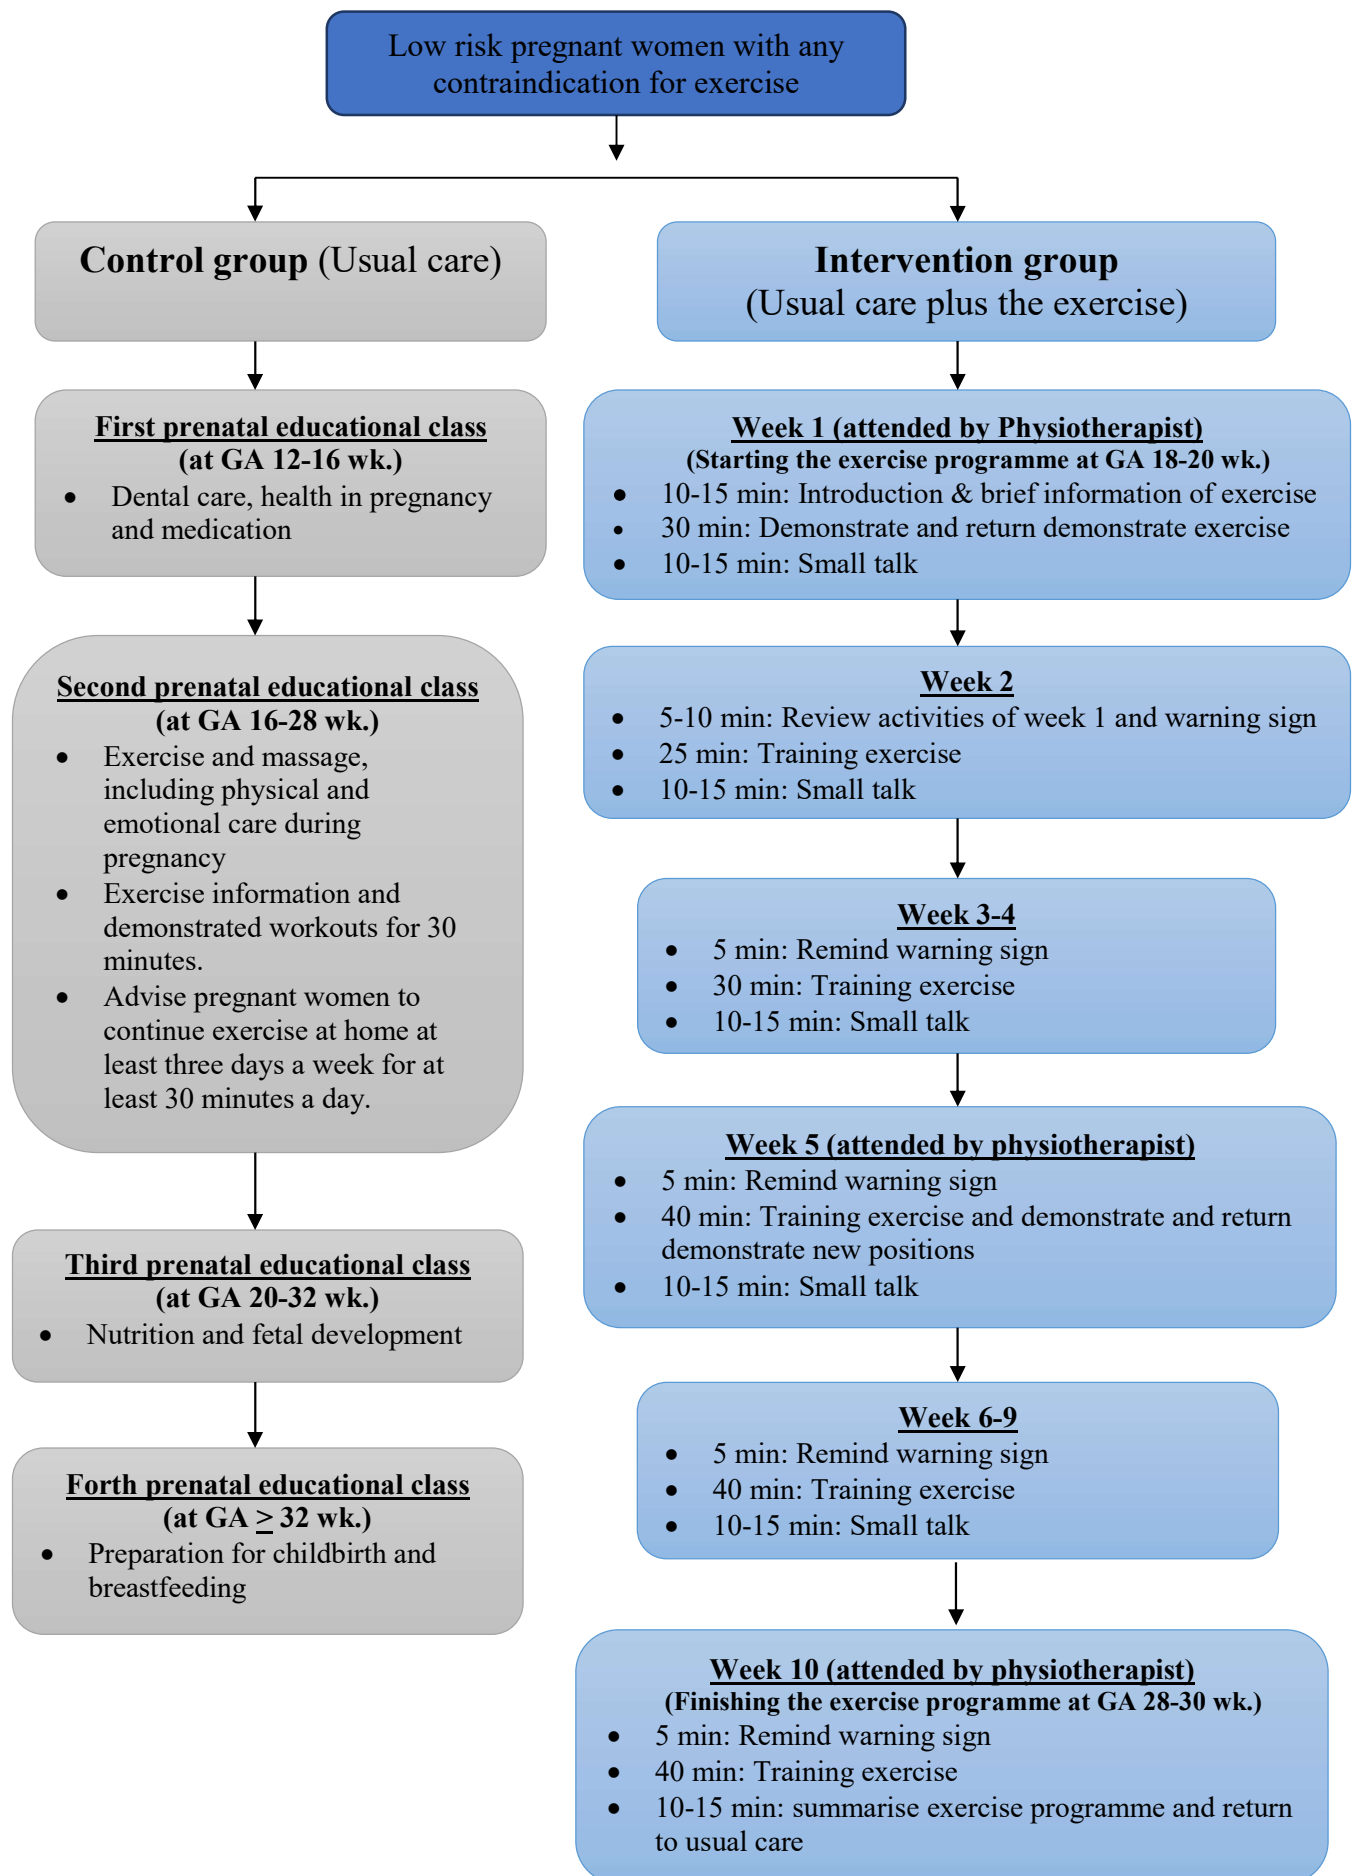 Low risk pregnant women with any
contraindication for exercise
Control group (Usual care)
First prenatal educational class
(at GA 12-16 wk.)
• Dental care, health in pregnancy
and medication
Second prenatal educational class
(at GA 16-28 wk.)
• Exercise and massage,
including physical and
emotional care during
pregnancy
• Exercise information and
demonstrated workouts for 30
minutes.
• Advise pregnant women to
continue exercise at home at
least three days a week for at
least 30 minutes a day.
Third prenatal educational class
(at GA 20-32 wk.)
• Nutrition and fetal development
Forth prenatal educational class
(at GA ≥ 32 wk.)
• Preparation for childbirth and
breastfeeding
Intervention group
(Usual care plus the exercise)
Week 1 (attended by Physiotherapist)
(Starting the exercise programme at GA 18-20 wk.)
• 10-15 min: Introduction & brief information of exercise
• 30 min: Demonstrate and return demonstrate exercise
• 10-15 min: Small talk
Week 2
• 5-10 min: Review activities of week 1 and warning sign
• 25 min: Training exercise
• 10-15 min: Small talk
Week 3-4
• 5 min: Remind warning sign
• 30 min: Training exercise
• 10-15 min: Small talk
Week 5 (attended by physiotherapist)
• 5 min: Remind warning sign
• 40 min: Training exercise and demonstrate and return
demonstrate new positions
• 10-15 min: Small talk
Week 6-9
• 5 min: Remind warning sign
• 40 min: Training exercise
• 10-15 min: Small talk
Week 10 (attended by physiotherapist)
(Finishing the exercise programme at GA 28-30 wk.)
• 5 min: Remind warning sign
• 40 min: Training exercise
• 10-15 min: summarise exercise programme and return
to usual care